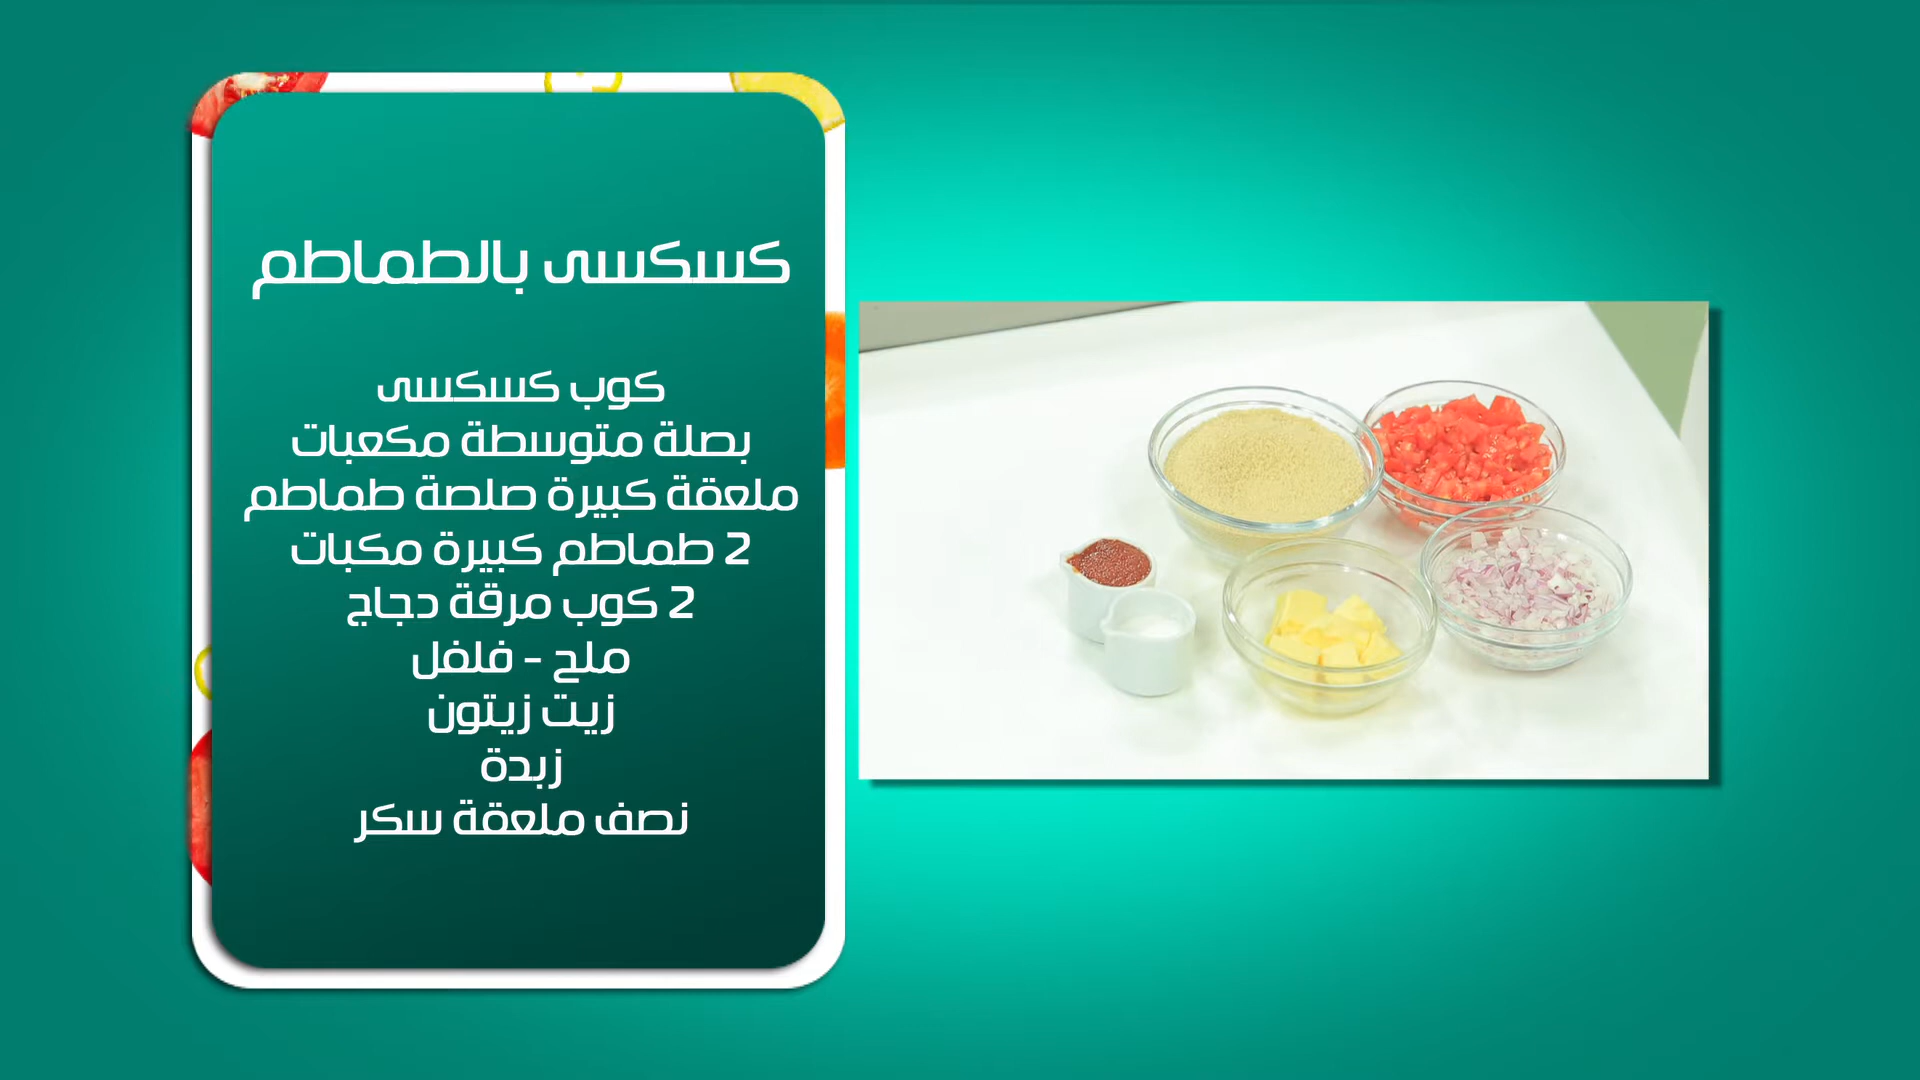 كسكسى بالطماطم
كوب كسكسى
بصلة متوسطة مكعبات
ملعقة كبيرة صلصة طماطم
2 طماطم كبيرة مكبات
2 كوب مرقة دجاج
ملح - فلفل
زيت زيتون
زبدة
نصف ملعقة سكر